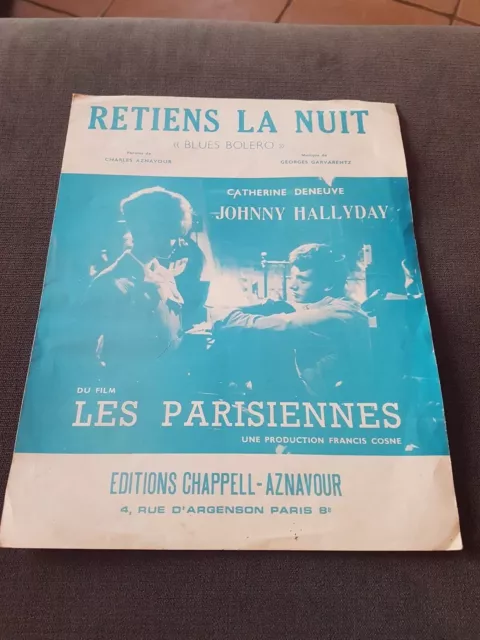 RETIENS LA NUIT
« BLUES BOLERO »
Paroles de
CHARLES AZNAVOUR
Musique de
GEORGES GARVARENTZ
CATHERINE DENEUVE
JOHNNY HALLYDAY
DU FILM
LES PARISIENNES
UNE PRODUCTION FRANCIS COSNE
EDITIONS CHAPPELL-AZNAVOUR
4, RUE D'ARGENSON PARIS 8e